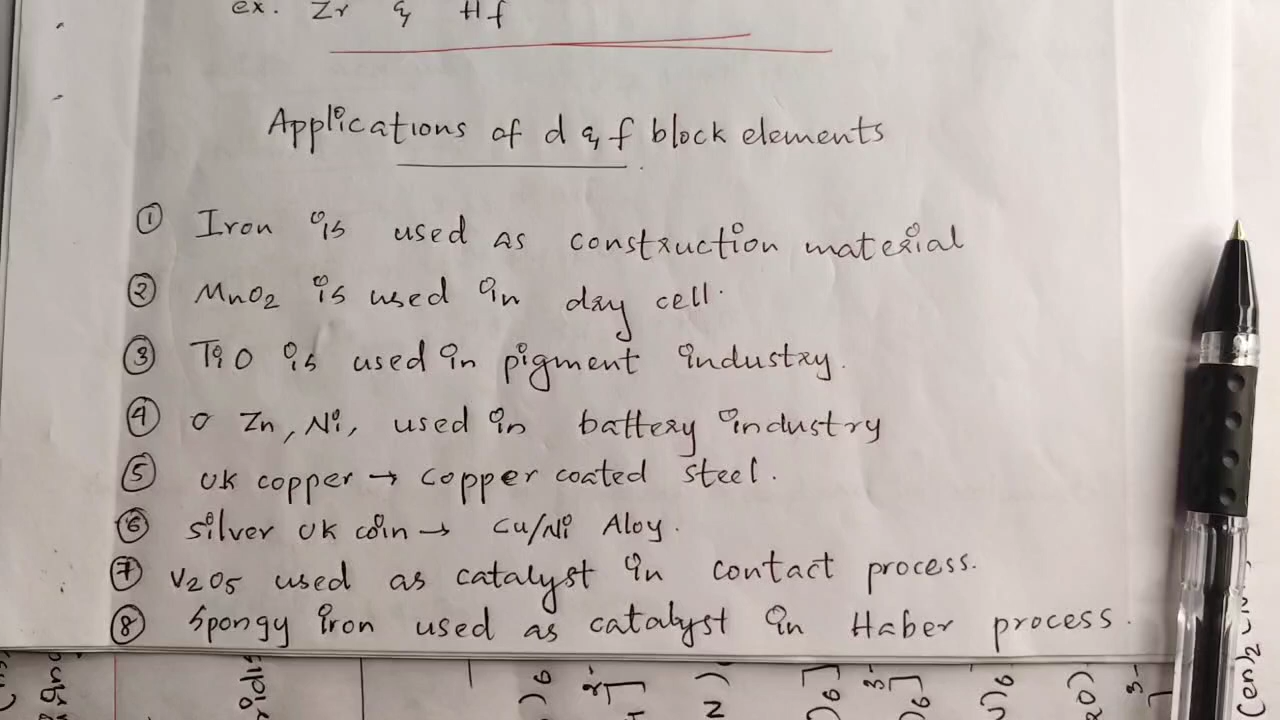 ex. Zr & Hf
Applications of d & f block elements
① Iron is used as construction material
② MnO2 is used in dry cell.
③ TiO is used in pigment industry.
④ Zn, Ni, used in battery industry
⑤ UK copper → copper coated steel.
⑥ silver UK coin → Cu/Ni Aloy.
⑦ V2O5 used as catalyst in contact process.
⑧ Spongy iron used as catalyst in Haber process.